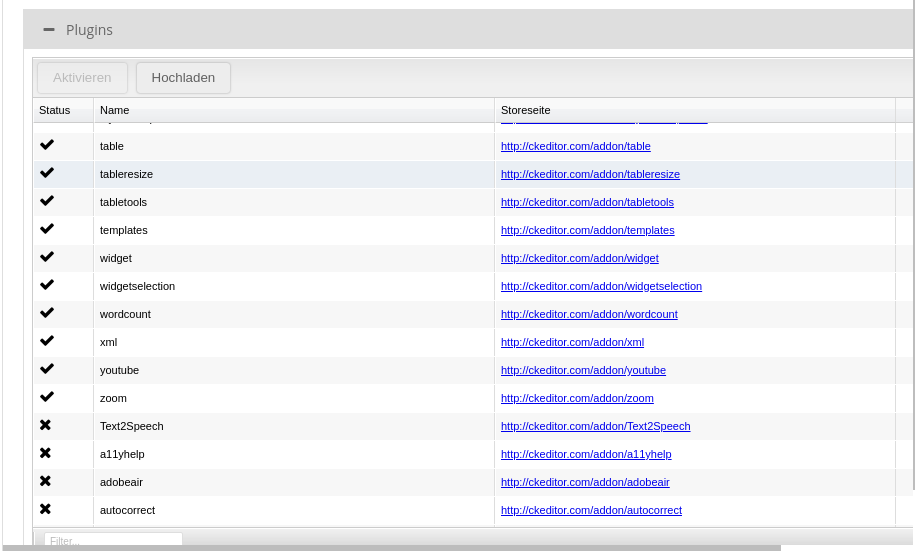 Plugins
Aktivieren Hochladen
Status Name Storeseite
table http://ckeditor.com/addon/table
tableresize http://ckeditor.com/addon/tableresize
tabletools http://ckeditor.com/addon/tabletools
templates http://ckeditor.com/addon/templates
widget http://ckeditor.com/addon/widget
widgetselection http://ckeditor.com/addon/widgetselection
wordcount http://ckeditor.com/addon/wordcount
xml http://ckeditor.com/addon/xml
youtube http://ckeditor.com/addon/youtube
zoom http://ckeditor.com/addon/zoom
Text2Speech http://ckeditor.com/addon/Text2Speech
a11yhelp http://ckeditor.com/addon/a11yhelp
adobeair http://ckeditor.com/addon/adobeair
autocorrect http://ckeditor.com/addon/autocorrect
Filter...